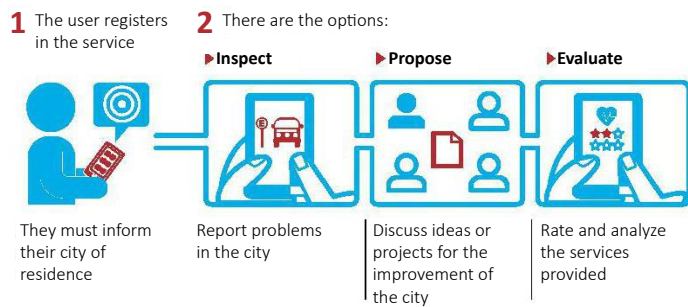 1 The user registers
in the service
They must inform
their city of
residence
2 There are the options:
Inspect
E
Report problems
in the city
Propose
Discuss ideas or
projects for the
improvement of
the city
Evaluate
Rate and analyze
the services
provided